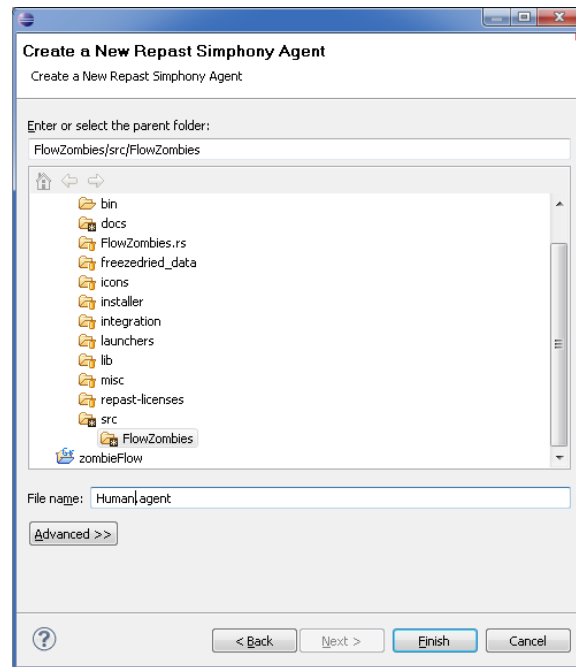 Create a New Repast Simphony Agent
Create a New Repast Simphony Agent
Enter or select the parent folder:
FlowZombies/src/FlowZombies
bin
docs
FlowZombies.rs
freezedried_data
icons
installer
integration
launchers
lib
misc
repast-licenses
src
FlowZombies
zombieFlow
File name: Human.agent
Advanced >>
< Back Next > Finish Cancel